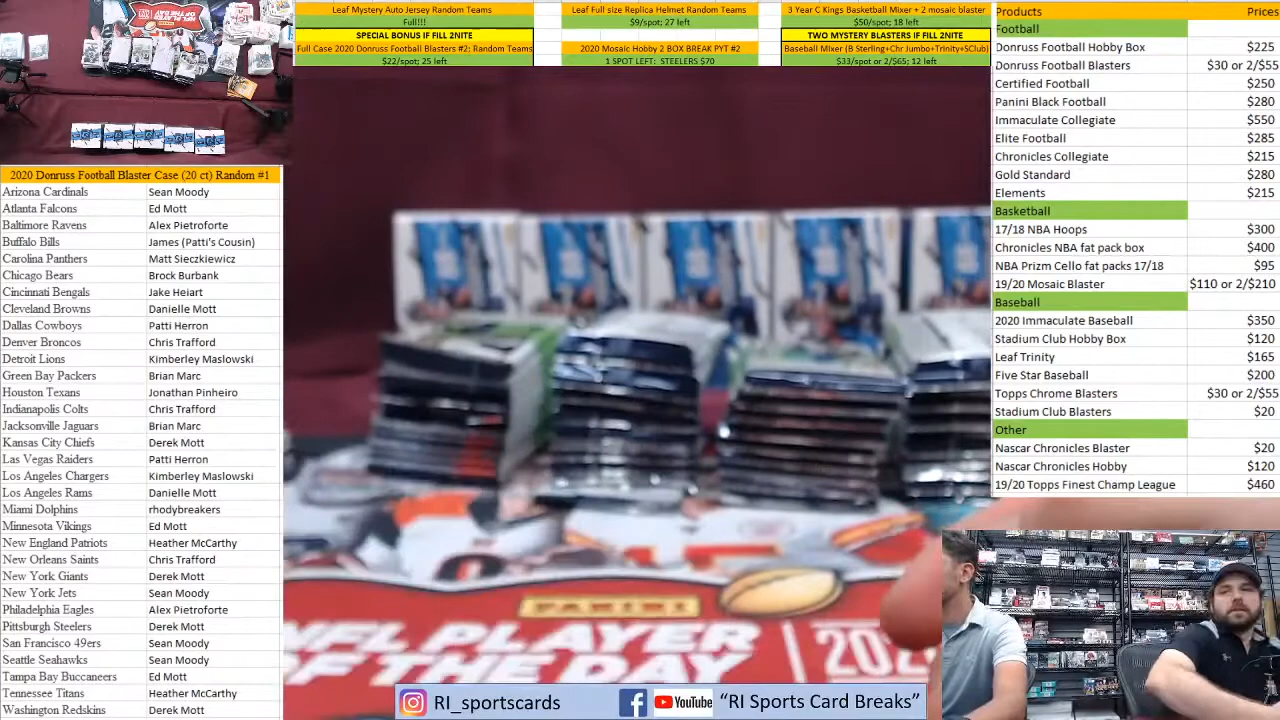 Leaf Mystery Auto Jersey Random Teams
Full!!!
SPECIAL BONUS IF FILL 2NITE
Full Case 2020 Donruss Football Blasters #2; Random Teams
$22/spot; 25 left
Leaf Full size Replica Helmet Random Teams
$9/spot; 27 left
2020 Mosaic Hobby 2 BOX BREAK PYT #2
1 SPOT LEFT: STEELERS $70
3 Year C Kings Basketball Mixer + 2 mosaic blaster
$50/spot; 18 left
TWO MYSTERY BLASTERS IF FILL 2NITE
Baseball Mixer (B Sterling+Chr Jumbo+Trinity+SClub)
$33/spot or 2/$65; 12 left
Products Prices
Football
Donruss Football Hobby Box $225
Donruss Football Blasters $30 or 2/$55
Certified Football $250
Panini Black Football $280
Immaculate Collegiate $550
Elite Football $285
Chronicles Collegiate $215
Gold Standard $280
Elements $215
Basketball
17/18 NBA Hoops $300
Chronicles NBA fat pack box $400
NBA Prizm Cello fat packs 17/18 $95
19/20 Mosaic Blaster $110 or 2/$210
Baseball
2020 Immaculate Baseball $350
Stadium Club Hobby Box $120
Leaf Trinity $165
Five Star Baseball $200
Topps Chrome Blasters $30 or 2/$55
Stadium Club Blasters $20
Other
Nascar Chronicles Blaster $20
Nascar Chronicles Hobby $120
19/20 Topps Finest Champ League $460
2020 Donruss Football Blaster Case (20 ct) Random #1
Arizona Cardinals Sean Moody
Atlanta Falcons Ed Mott
Baltimore Ravens Alex Pietroforte
Buffalo Bills James (Patti's Cousin)
Carolina Panthers Matt Sieczkiewicz
Chicago Bears Brock Burbank
Cincinnati Bengals Jake Heiart
Cleveland Browns Danielle Mott
Dallas Cowboys Patti Herron
Denver Broncos Chris Trafford
Detroit Lions Kimberley Maslowski
Green Bay Packers Brian Marc
Houston Texans Jonathan Pinheiro
Indianapolis Colts Chris Trafford
Jacksonville Jaguars Brian Marc
Kansas City Chiefs Derek Mott
Las Vegas Raiders Patti Herron
Los Angeles Chargers Kimberley Maslowski
Los Angeles Rams Danielle Mott
Miami Dolphins rhodybreakers
Minnesota Vikings Ed Mott
New England Patriots Heather McCarthy
New Orleans Saints Chris Trafford
New York Giants Derek Mott
New York Jets Sean Moody
Philadelphia Eagles Alex Pietroforte
Pittsburgh Steelers Derek Mott
San Francisco 49ers Sean Moody
Seattle Seahawks Sean Moody
Tampa Bay Buccaneers Ed Mott
Tennessee Titans Heather McCarthy
Washington Redskins Derek Mott
PANINI
NFL PLAYER
OF THE DAY
RI_sportscards
YouTube
"RI Sports Card Breaks"